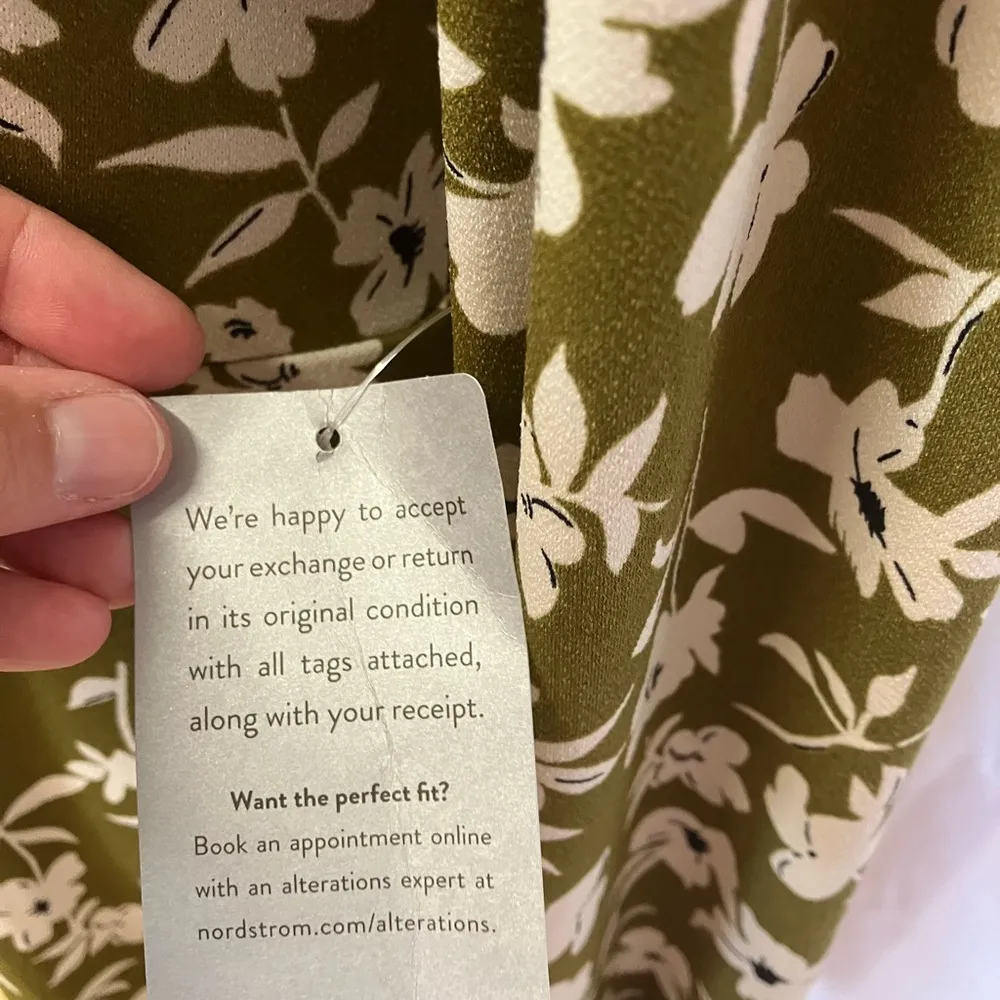 We're happy to accept
your exchange or return
in its original condition
with all tags attached,
along with your receipt.
Want the perfect fit?
Book an appointment online
with an alterations expert at
nordstrom.com/alterations.